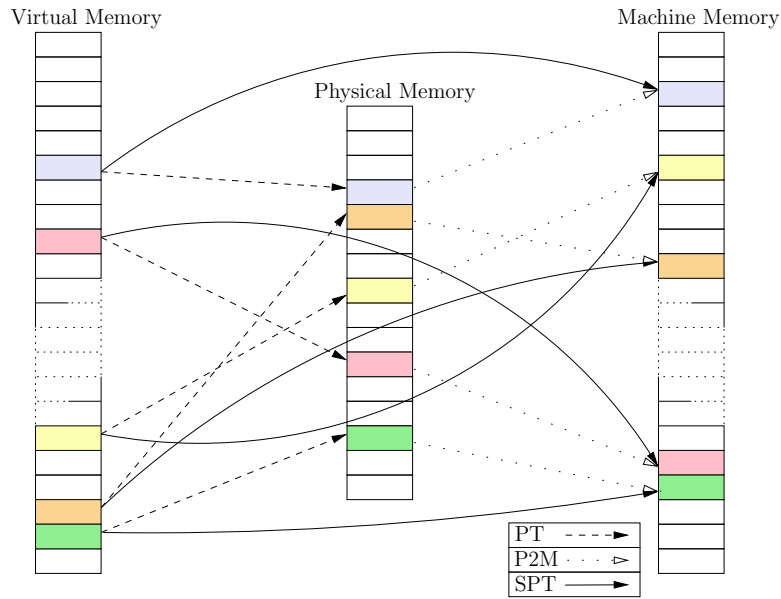 Virtual Memory
Machine Memory
Physical Memory
PT
P2M
SPT